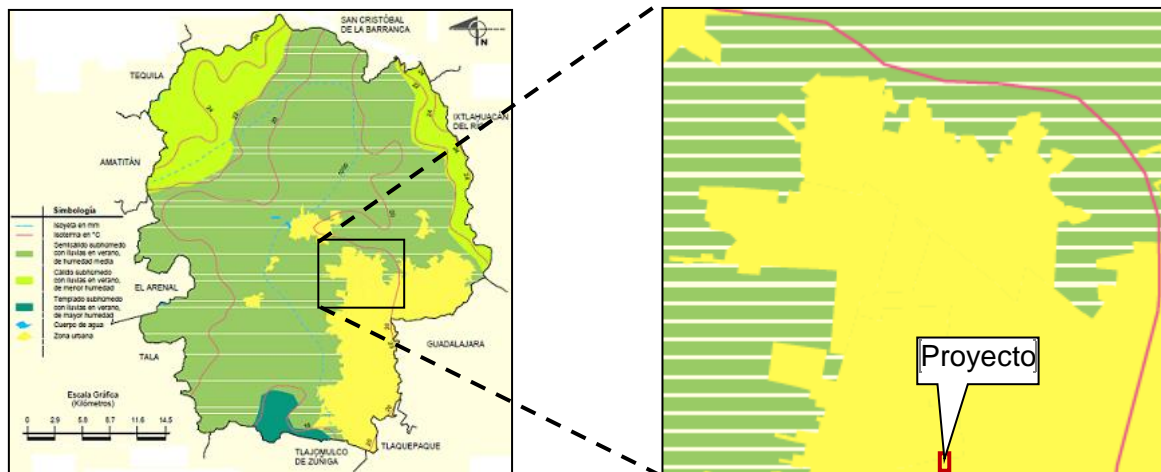 SAN CRISTÓBAL
DE LA BARRANCA
N
TEQUILA
IXTLAHUACÁN
DEL RÍO
AMATITÁN
Simbología
Isoyeta en mm
Isoterma en °C
Semicálido subhúmedo
con lluvias en verano,
de humedad media
Cálido subhúmedo
con lluvias en verano,
de menor humedad
Templado subhúmedo
con lluvias en verano,
de mayor humedad
Cuerpo de agua
Zona urbana
EL ARENAL
TALA
GUADALAJARA
Escala Gráfica
(Kilómetros)
0 2.9 5.8 8.7 11.6 14.5
TLAJOMULCO
DE ZÚÑIGA
TLAQUEPAQUE
Proyecto